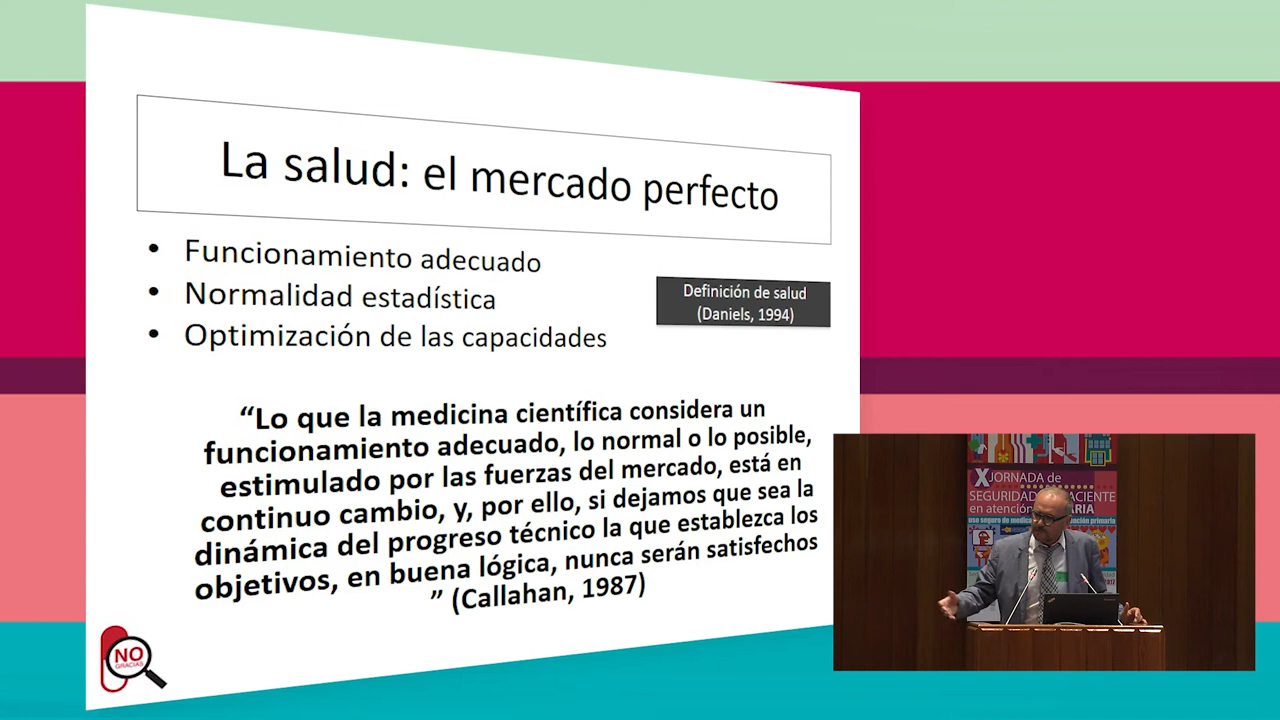 La salud: el mercado perfecto
• Funcionamiento adecuado
• Normalidad estadística
• Optimización de las capacidades
Definición de salud
(Daniels, 1994)
“Lo que la medicina científica considera un
funcionamiento adecuado, lo normal o lo posible,
estimulado por las fuerzas del mercado, está en
continuo cambio, y, por ello, si dejamos que sea la
dinámica del progreso técnico la que establezca los
objetivos, en buena lógica, nunca serán satisfechos
” (Callahan, 1987)
NO
GRACIAS
X JORNADA de
SEGURIDAD
en atención